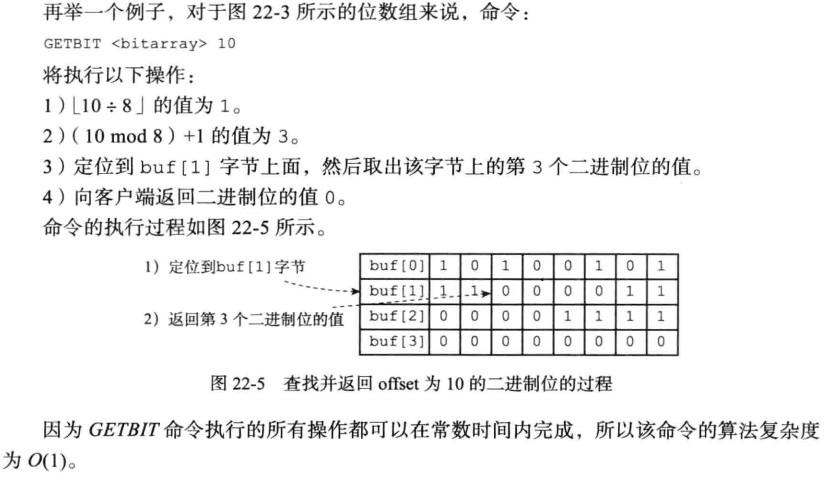 再举一个例子，对于图 22-3 所示的位数组来说，命令：
GETBIT <bitarray> 10
将执行以下操作：
1）⌊10 ÷ 8⌋ 的值为 1。
2）（10 mod 8）+1 的值为 3。
3）定位到 buf[1] 字节上面，然后取出该字节上的第 3 个二进制位的值。
4）向客户端返回二进制位的值 0。
命令的执行过程如图 22-5 所示。
1）定位到buf[1]字节
2）返回第 3 个二进制位的值
buf[0] 1 0 1 0 0 1 0 1
buf[1] 1 1 0 0 0 0 1 1
buf[2] 0 0 0 0 1 1 1 1
buf[3] 0 0 0 0 0 0 0 0
图 22-5 查找并返回 offset 为 10 的二进制位的过程
因为 GETBIT 命令执行的所有操作都可以在常数时间内完成，所以该命令的算法复杂度
为 O(1)。